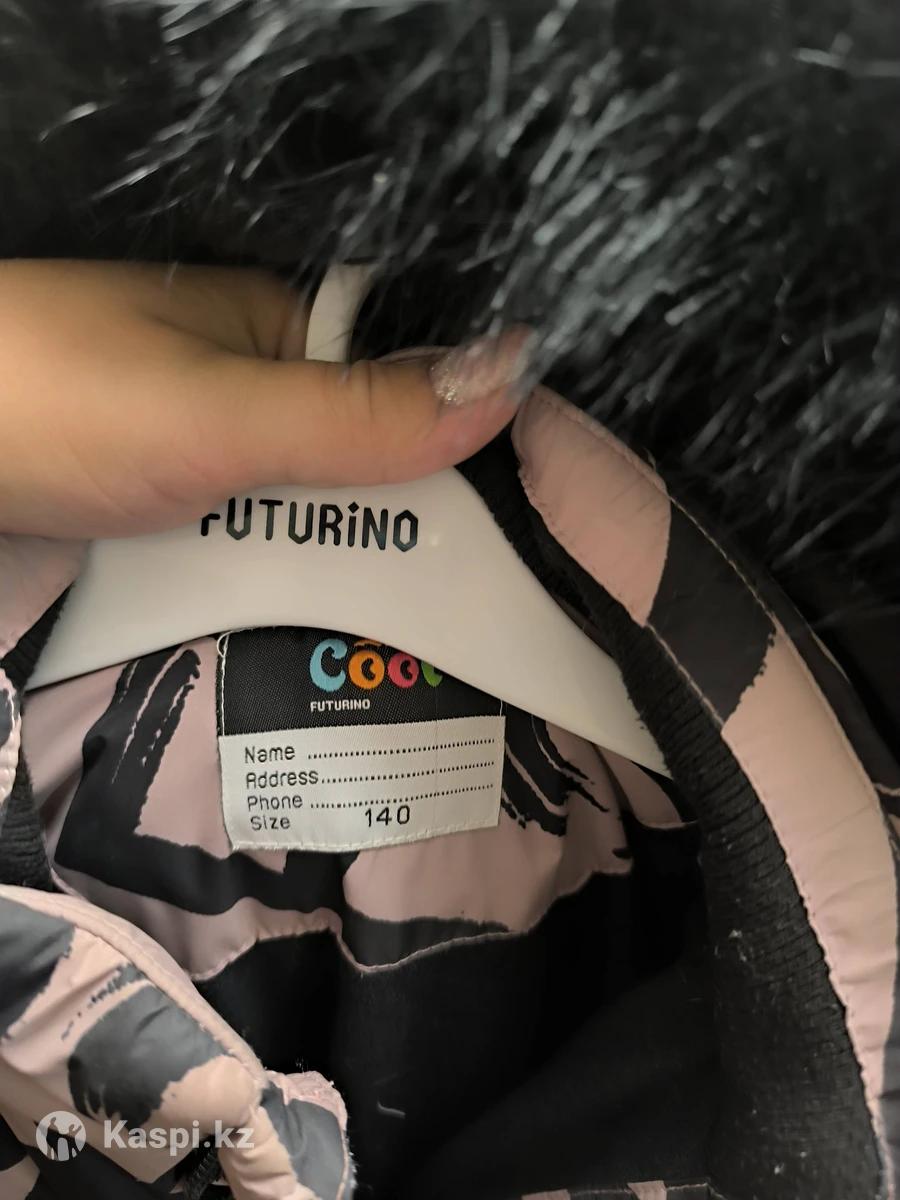 FUTURiNO
Cool
FUTURINO
Name
Address
Phone
Size 140
Kaspi.kz